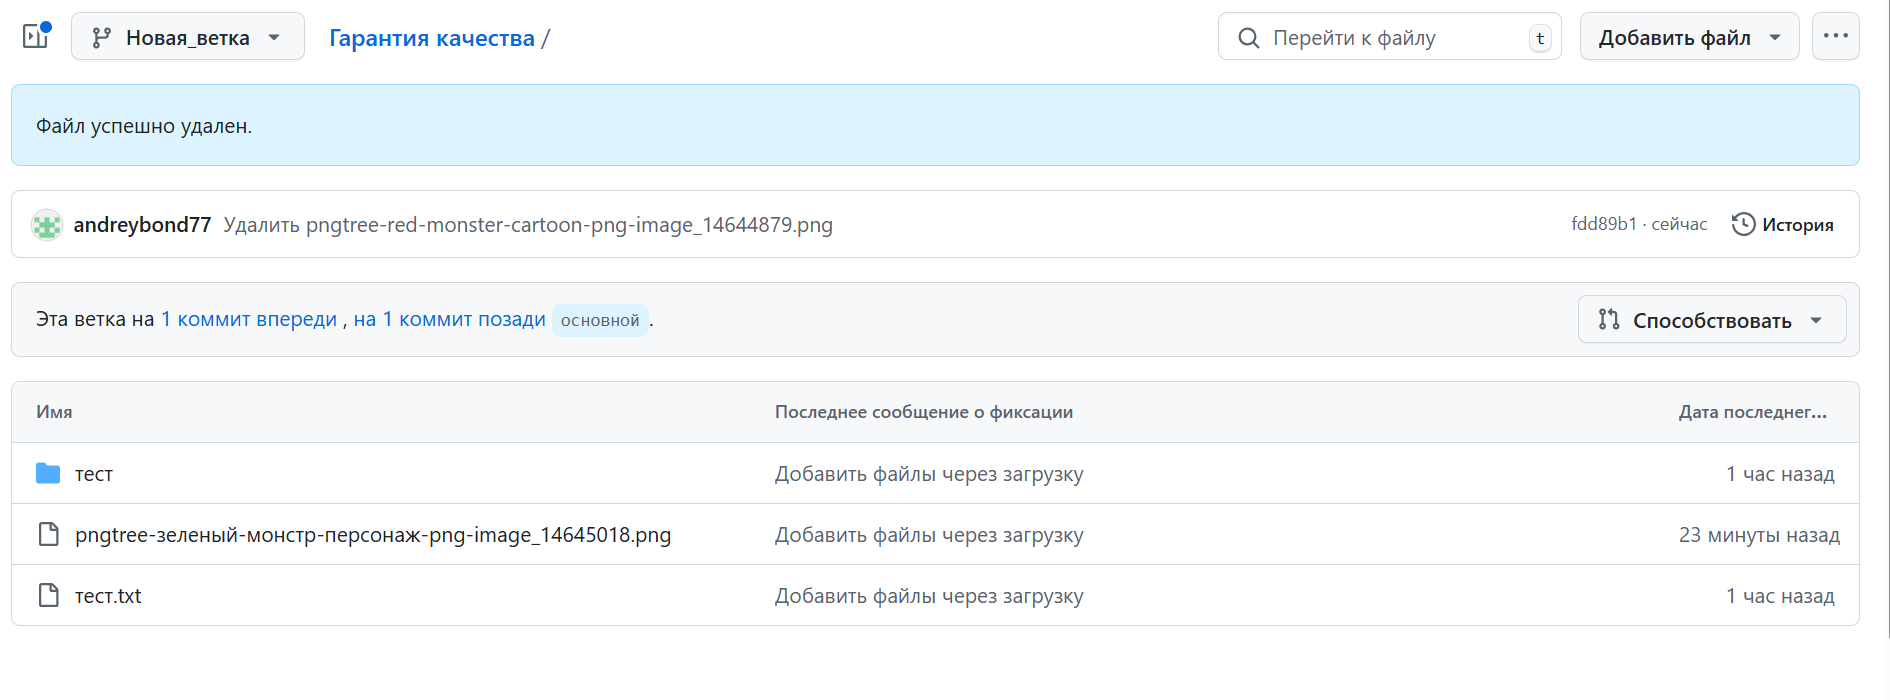 Новая_ветка Гарантия качества / Перейти к файлу t Добавить файл ...
Файл успешно удален.
andreybond77 Удалить pngtree-red-monster-cartoon-png-image_14644879.png fdd89b1 · сейчас История
Эта ветка на 1 коммит впереди , на 1 коммит позади основной . Способствовать
Имя Последнее сообщение о фиксации Дата последнег...
тест Добавить файлы через загрузку 1 час назад
pngtree-зеленый-монстр-персонаж-png-image_14645018.png Добавить файлы через загрузку 23 минуты назад
тест.txt Добавить файлы через загрузку 1 час назад